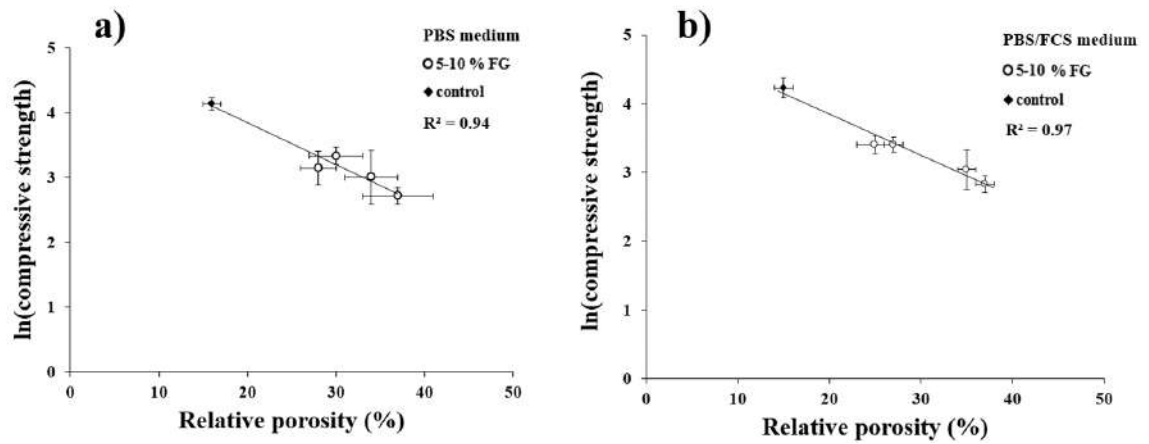 a)
PBS medium
5-10 % FG
control
R² = 0.94
ln(compressive strength)
5
4
3
2
1
0
0 10 20 30 40 50
Relative porosity (%)
b)
PBS/FCS medium
5-10 % FG
control
R² = 0.97
ln(compressive strength)
5
4
3
2
1
0
0 10 20 30 40 50
Relative porosity (%)